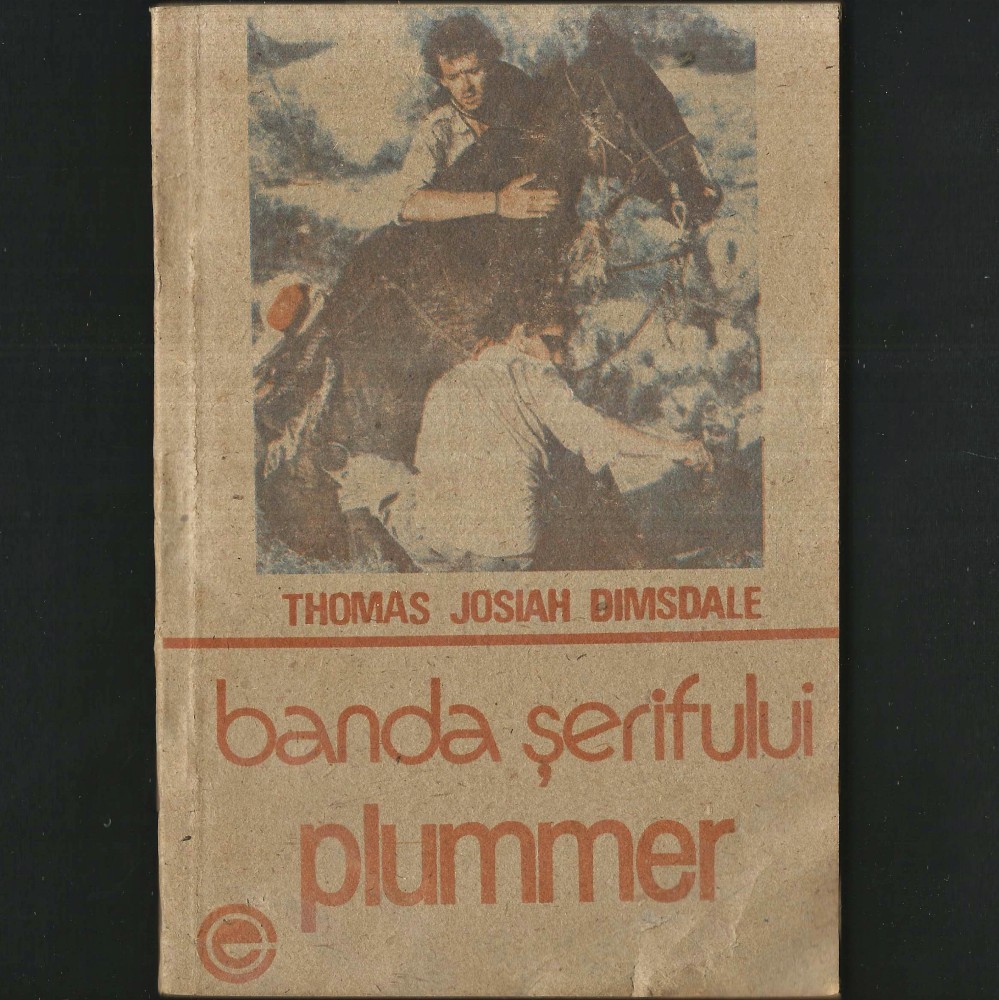 THOMAS JOSIAH DIMSDALE
banda şerifului
plummer
e